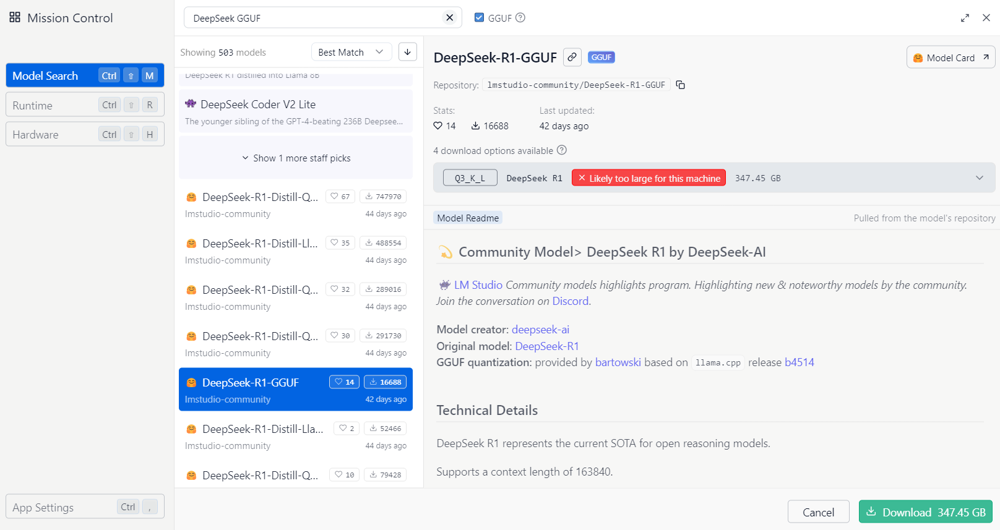 Mission Control
Model Search Ctrl ⇧ M
Runtime Ctrl ⇧ R
Hardware Ctrl ⇧ H
App Settings Ctrl ,
DeepSeek GGUF
GGUF
Showing 503 models
Best Match
DeepSeek R1 distilled into Llama 8B
DeepSeek Coder V2 Lite
The younger sibling of the GPT-4-beating 236B Deepsee...
Show 1 more staff picks
DeepSeek-R1-Distill-Q... 67 747970
lmstudio-community 44 days ago
DeepSeek-R1-Distill-Ll... 35 488554
lmstudio-community 44 days ago
DeepSeek-R1-Distill-Q... 32 289016
lmstudio-community 44 days ago
DeepSeek-R1-Distill-Q... 30 291730
lmstudio-community 44 days ago
DeepSeek-R1-GGUF 14 16688
lmstudio-community 42 days ago
DeepSeek-R1-Distill-Lla... 2 52466
lmstudio-community 44 days ago
DeepSeek-R1-Distill-Q... 10 79428
DeepSeek-R1-GGUF GGUF
Model Card
Repository: lmstudio-community/DeepSeek-R1-GGUF
Stats: Last updated:
14 16688 42 days ago
4 download options available
Q3_K_L DeepSeek R1 Likely too large for this machine 347.45 GB
Model Readme Pulled from the model's repository
Community Model> DeepSeek R1 by DeepSeek-AI
LM Studio Community models highlights program. Highlighting new & noteworthy models by the community.
Join the conversation on Discord.
Model creator: deepseek-ai
Original model: DeepSeek-R1
GGUF quantization: provided by bartowski based on llama.cpp release b4514
Technical Details
DeepSeek R1 represents the current SOTA for open reasoning models.
Supports a context length of 163840.
Cancel
Download 347.45 GB